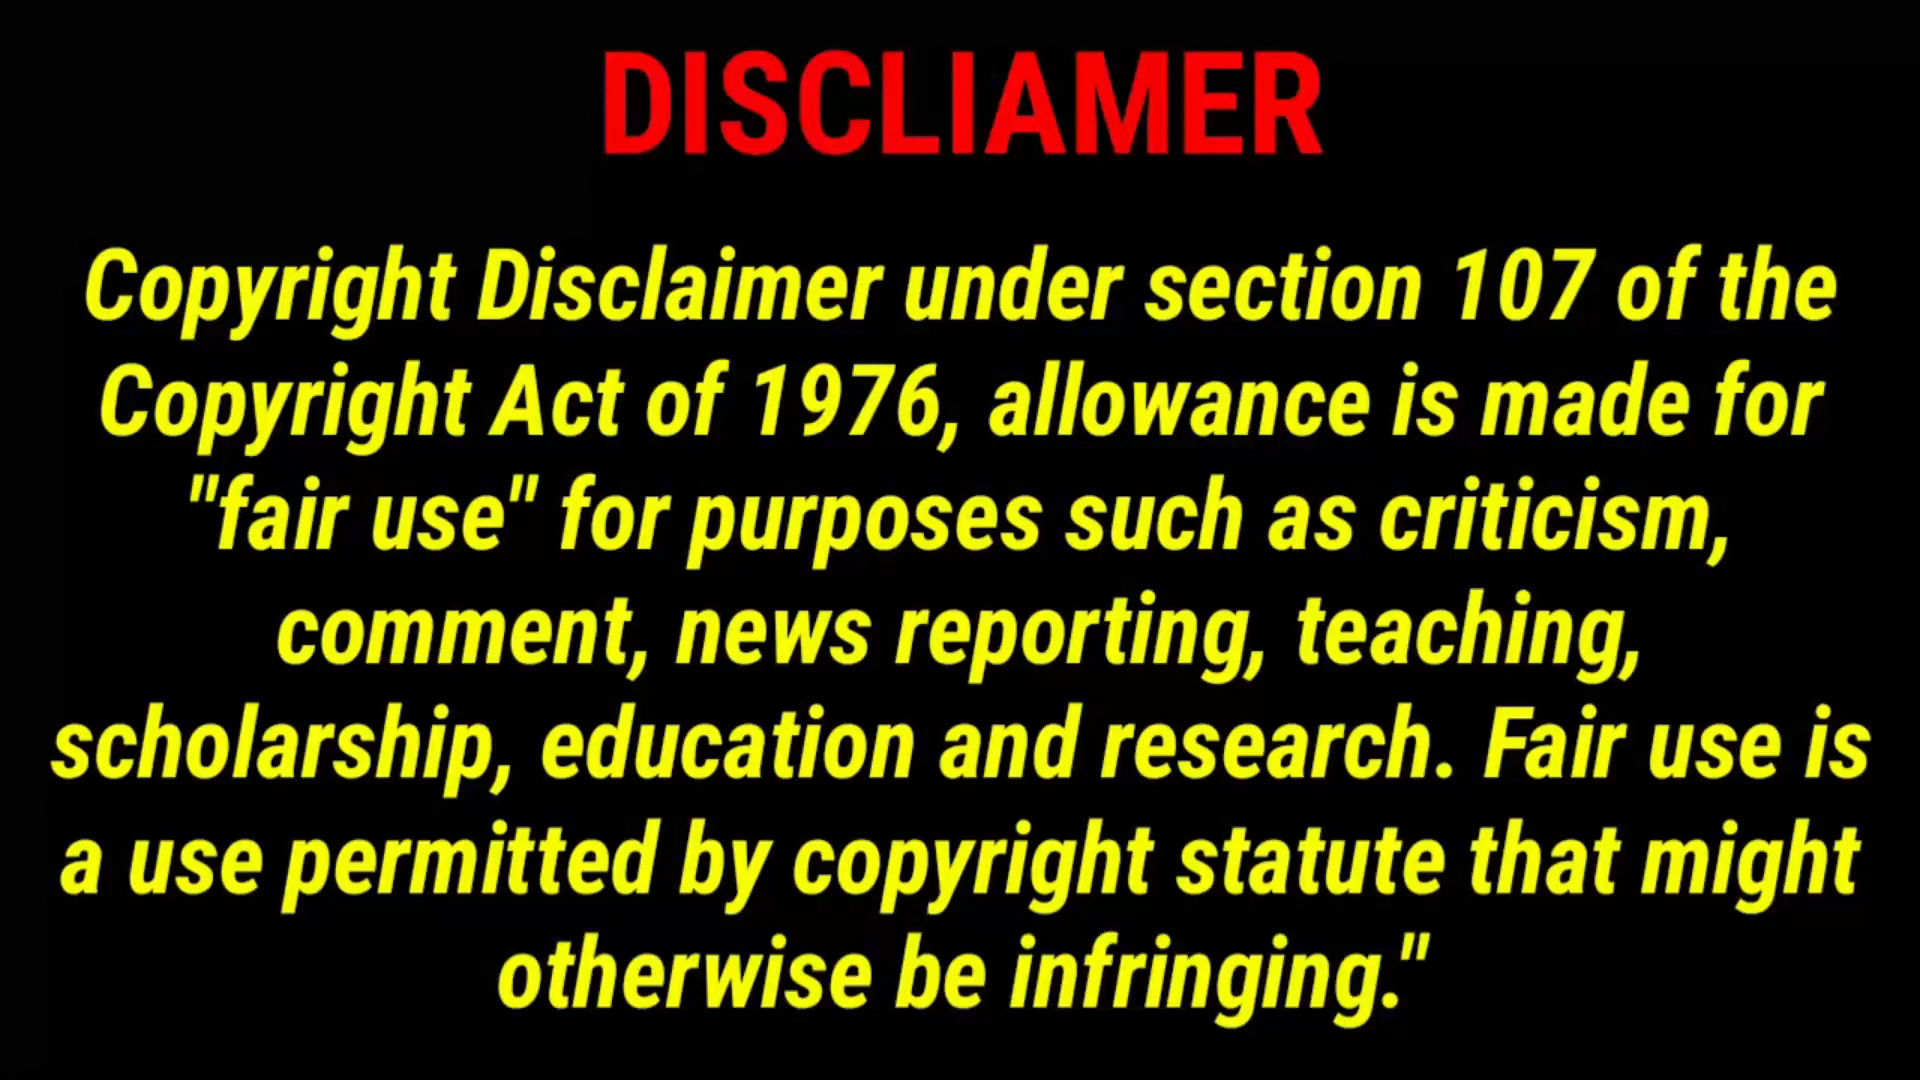 DISCLIAMER
Copyright Disclaimer under section 107 of the
Copyright Act of 1976, allowance is made for
"fair use" for purposes such as criticism,
comment, news reporting, teaching,
scholarship, education and research. Fair use is
a use permitted by copyright statute that might
otherwise be infringing."